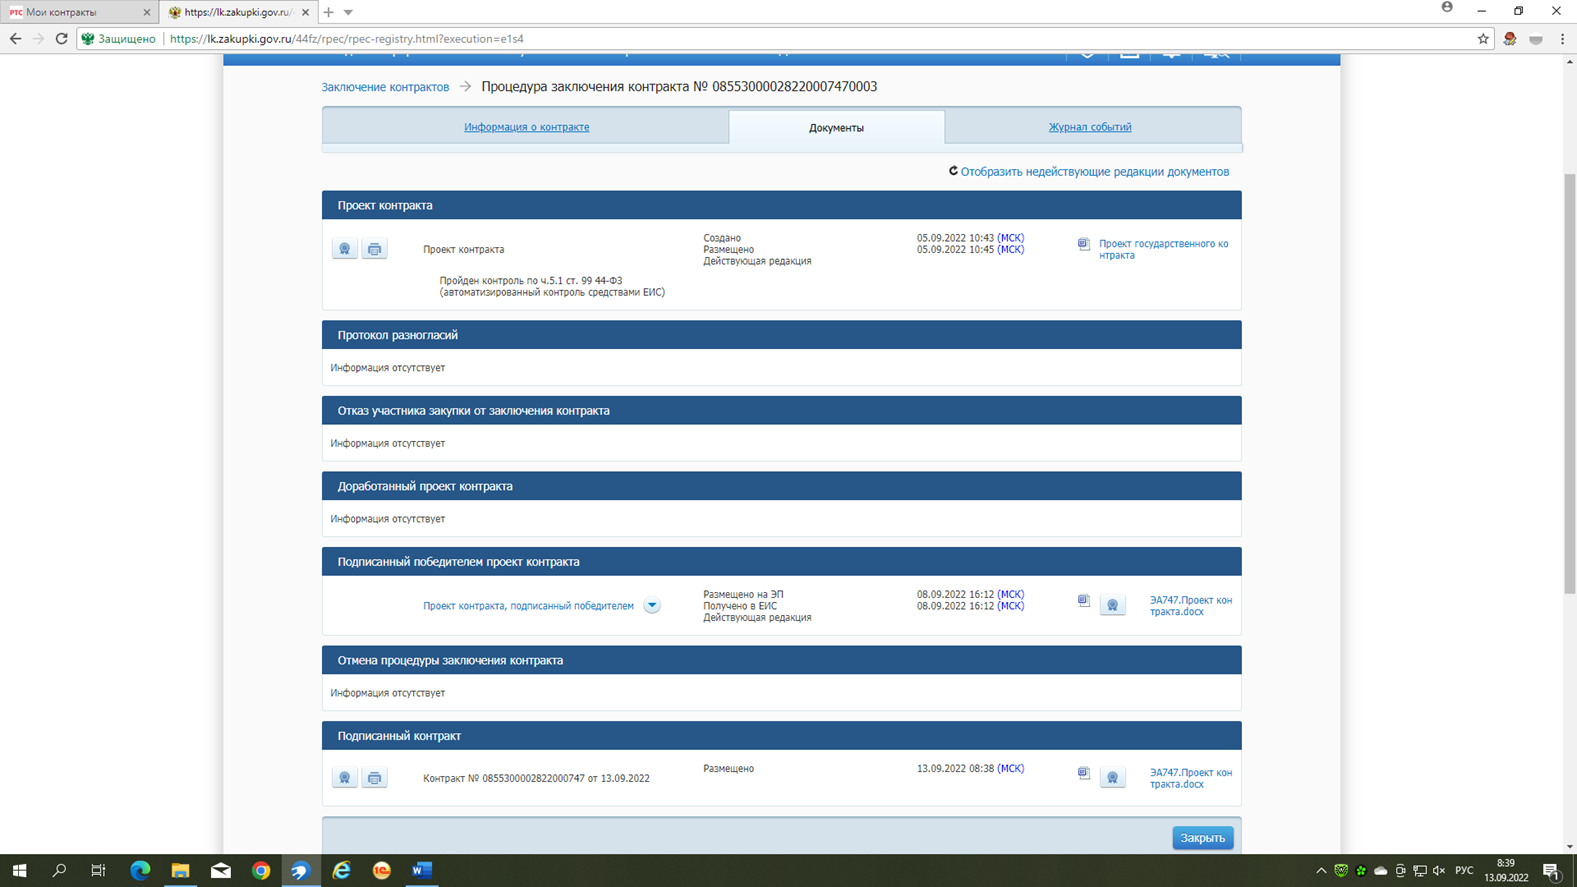 РТС Мои контракты
https://lk.zakupki.gov.ru/
Защищено
https://lk.zakupki.gov.ru/44fz/rpec/rpec-registry.html?execution=e1s4
Заключение контрактов → Процедура заключения контракта № 08553000028220007470003
Информация о контракте
Документы
Журнал событий
Отобразить недействующие редакции документов
Проект контракта
Проект контракта
Создано
Размещено
Действующая редакция
05.09.2022 10:43 (МСК)
05.09.2022 10:45 (МСК)
Проект государственного ко
нтракта
Пройден контроль по ч.5.1 ст. 99 44-ФЗ
(автоматизированный контроль средствами ЕИС)
Протокол разногласий
Информация отсутствует
Отказ участника закупки от заключения контракта
Информация отсутствует
Доработанный проект контракта
Информация отсутствует
Подписанный победителем проект контракта
Проект контракта, подписанный победителем
Размещено на ЭП
Получено в ЕИС
Действующая редакция
08.09.2022 16:12 (МСК)
08.09.2022 16:12 (МСК)
ЭА747.Проект кон
тракта.docx
Отмена процедуры заключения контракта
Информация отсутствует
Подписанный контракт
Контракт № 0855300002822000747 от 13.09.2022
Размещено
13.09.2022 08:38 (МСК)
ЭА747.Проект кон
тракта.docx
Закрыть
РУС
8:39
13.09.2022
1